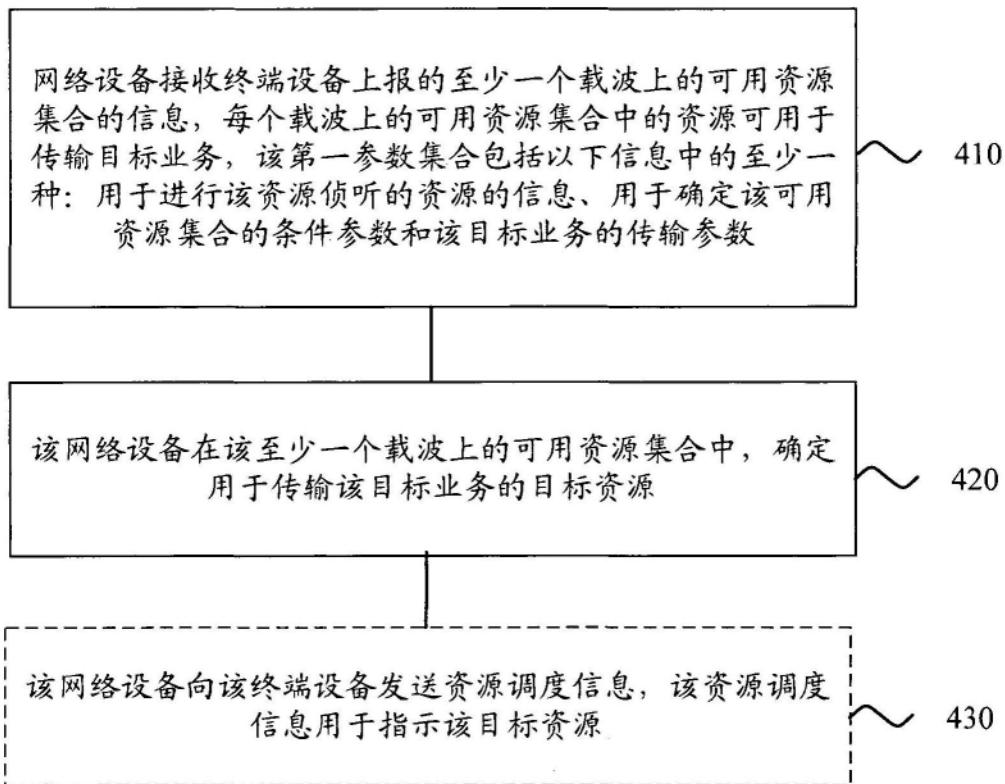 网络设备接收终端设备上报的至少一个载波上的可用资源
集合的信息，每个载波上的可用资源集合中的资源可用于
传输目标业务，该第一参数集合包括以下信息中的至少一
种：用于进行该资源侦听的资源的信息、用于确定该可用
资源集合的条件参数和该目标业务的传输参数
410
该网络设备在该至少一个载波上的可用资源集合中，确定
用于传输该目标业务的目标资源
420
该网络设备向该终端设备发送资源调度信息，该资源调度
信息用于指示该目标资源
430